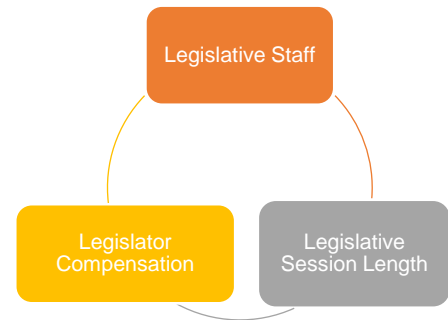 Legislative Staff
Legislator
Compensation
Legislative
Session Length